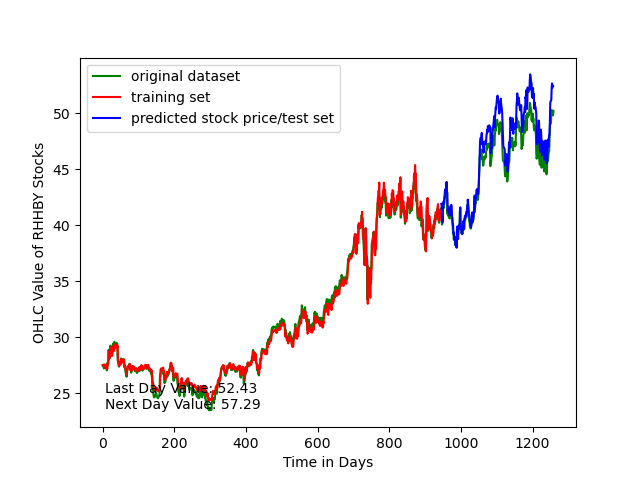 original dataset
training set
predicted stock price/test set
50
45
40
35
30
25
OHLC Value of RHHBY Stocks
Last Day Value: 52.43
Next Day Value: 57.29
0 200 400 600 800 1000 1200
Time in Days